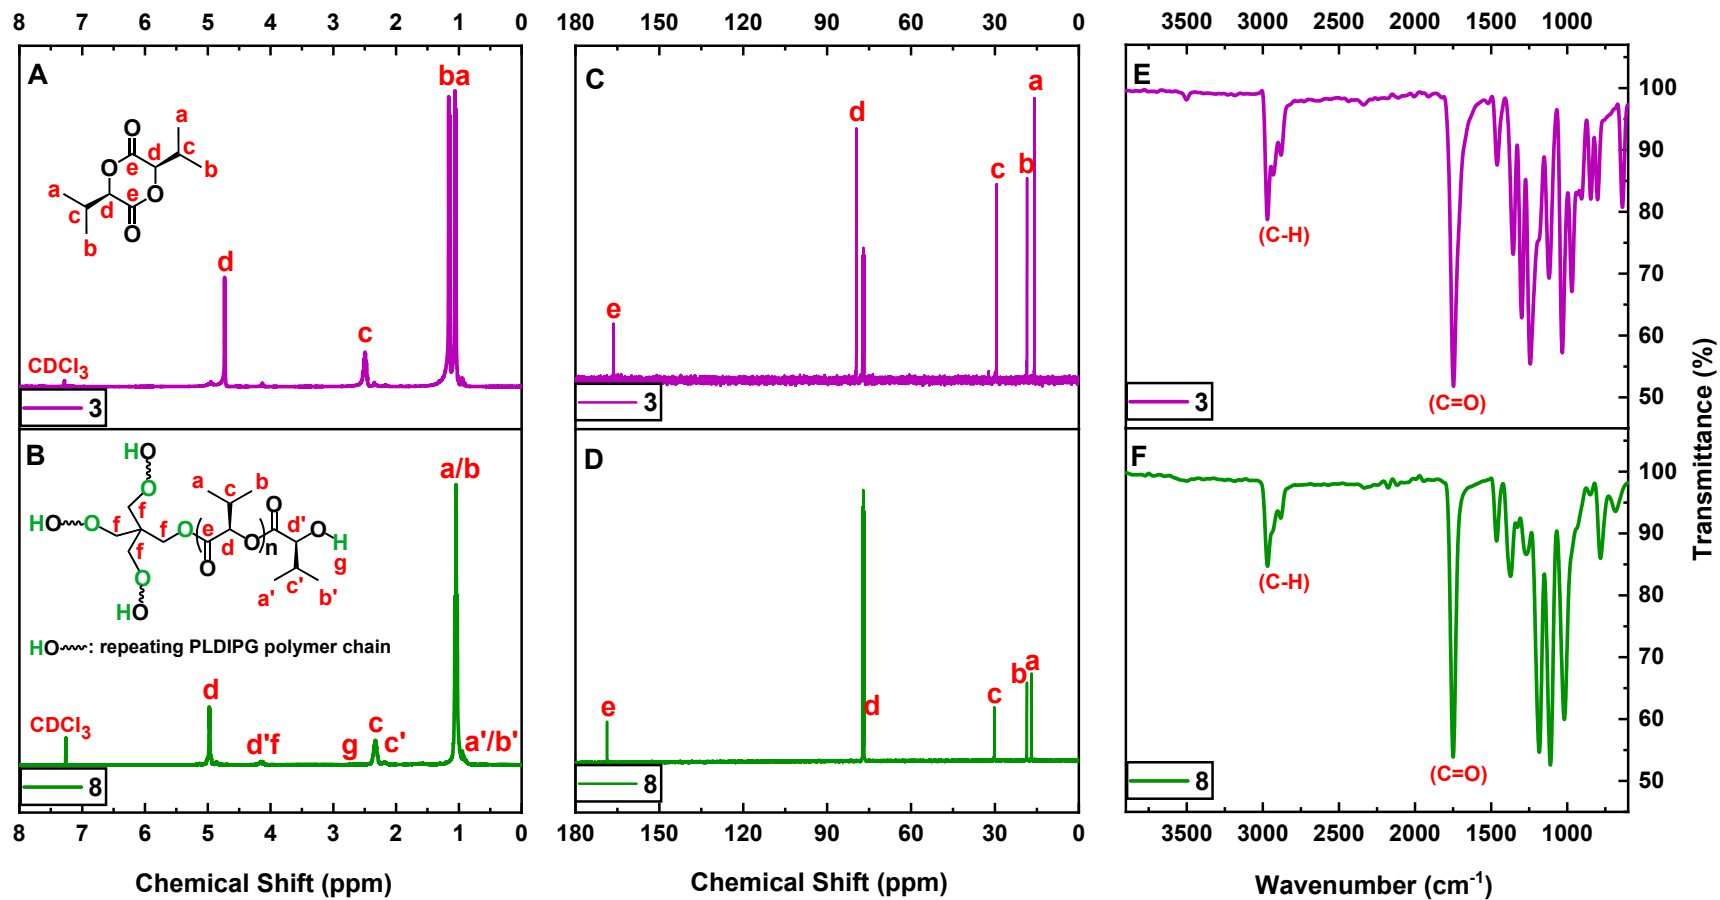 8 7 6 5 4 3 2 1 0
A
ba
a
O
d
c
e
b
O
O
a
e
c
d
O
b
d
c
CDCl3
3
B
HO
a/b
O
a
c
b
O
f
HO
O
f
f
O
e
O
n
d'
OH
f
d
O
g
O
c'
HO
a'
b'
HO : repeating PLDIPG polymer chain
d
CDCl3
c
d'f
g
c'
a'/b'
8
8 7 6 5 4 3 2 1 0
Chemical Shift (ppm)
180 150 120 90 60 30 0
C
a
d
c
b
e
3
D
e
d
c
b
a
8
180 150 120 90 60 30 0
Chemical Shift (ppm)
3500 3000 2500 2000 1500 1000
E
100
90
80
70
60
50
(C-H)
(C=O)
3
F
100
90
80
70
60
50
(C-H)
(C=O)
8
3500 3000 2500 2000 1500 1000
Wavenumber (cm-1)
Transmittance (%)